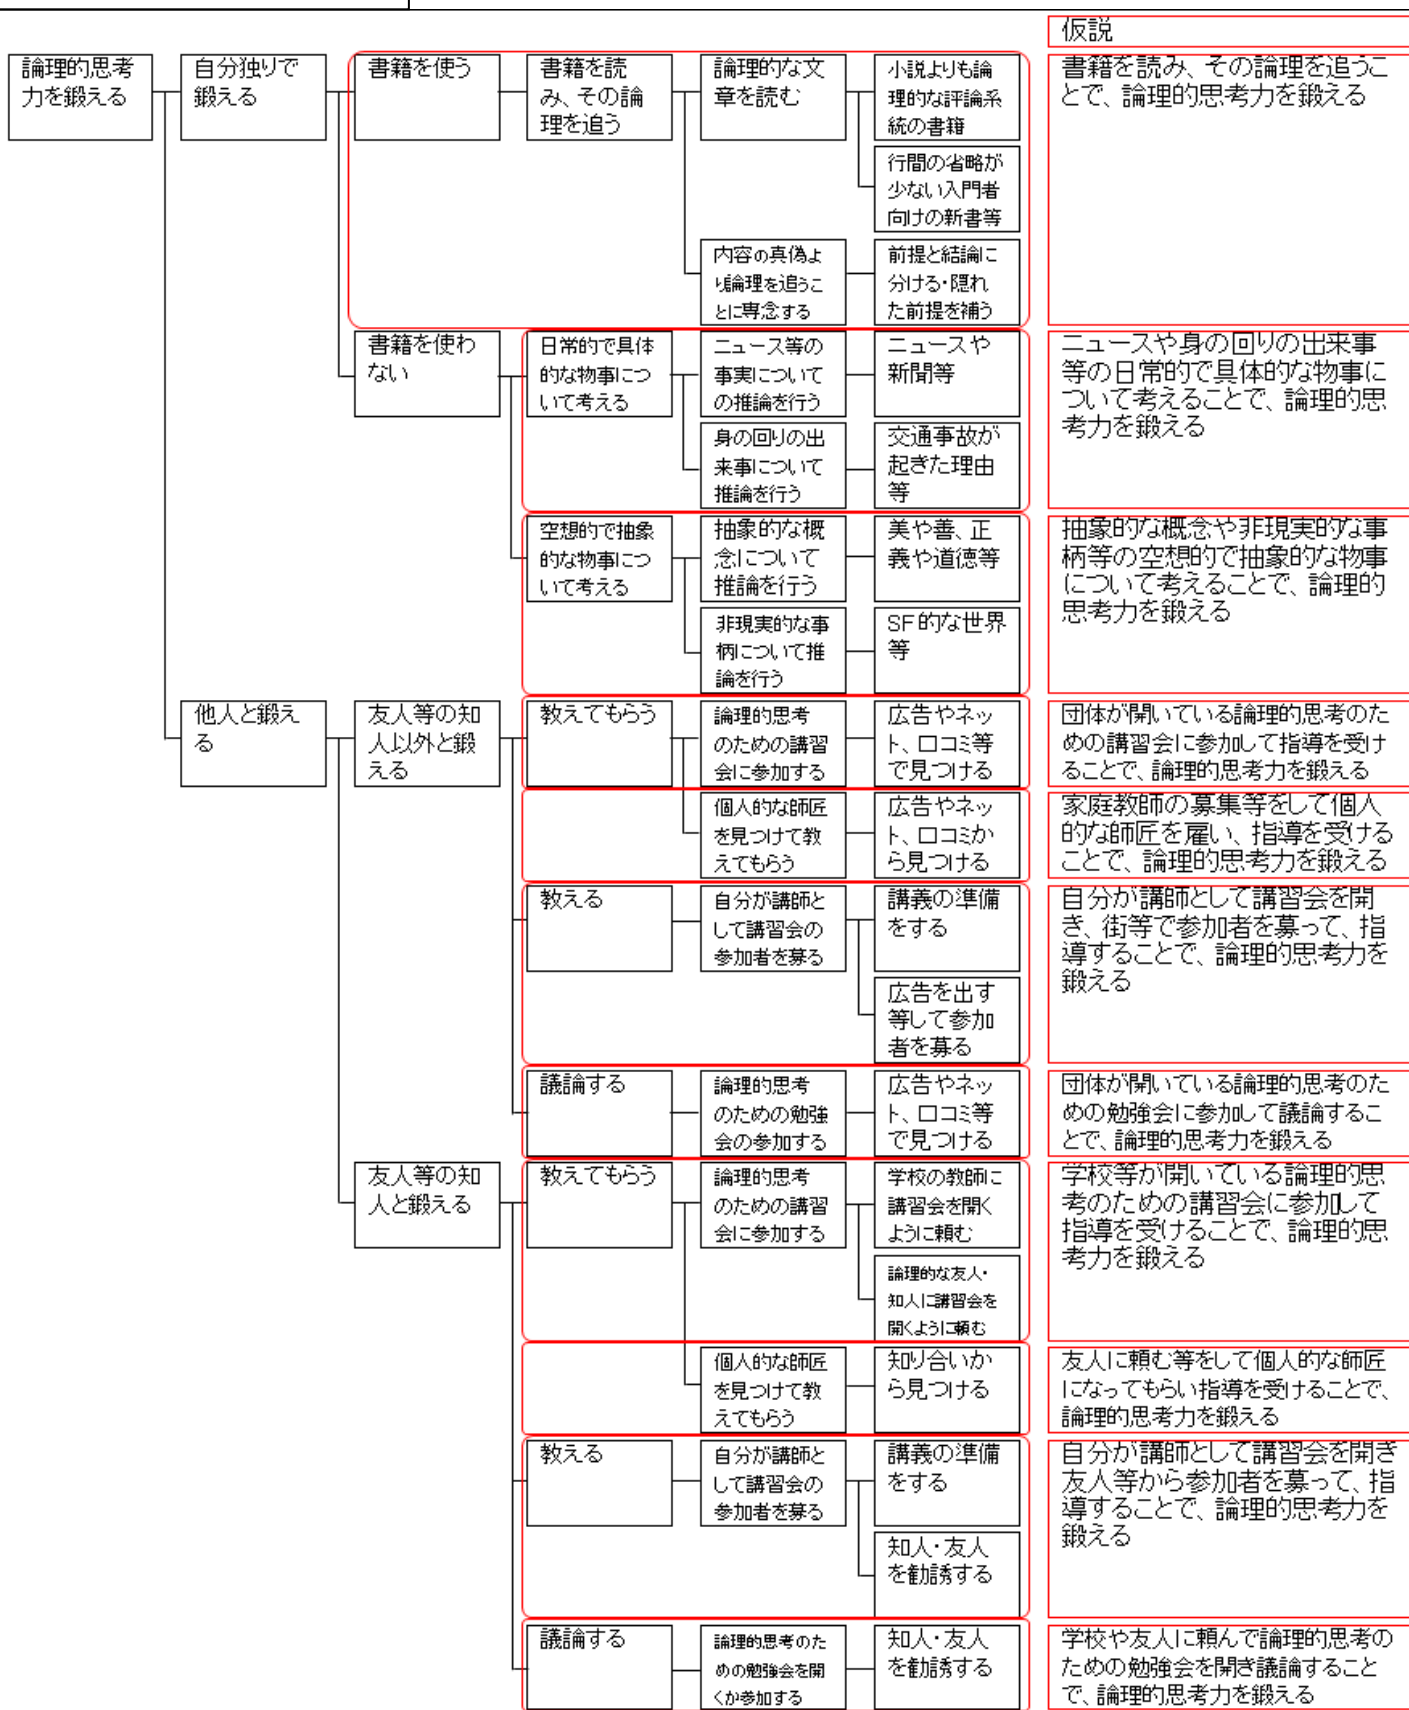 仮説
論理的思考
力を鍛える
自分独りで
鍛える
書籍を使う
書籍を読
み、その論
理を追う
論理的な文
章を読む
小説よりも論
理的な評論系
統の書籍
書籍を読み、その論理を追うこ
とで、論理的思考力を鍛える
行間の省略が
少ない入門者
向けの新書等
内容の真偽よ
り論理を追うこ
とに専念する
前提と結論に
分ける・隠れ
た前提を補う
書籍を使わ
ない
日常的で具体
的な物事につ
いて考える
ニュース等の
事実について
の推論を行う
ニュースや
新聞等
ニュースや身の回りの出来事
等の日常的で具体的な物事に
ついて考えることで、論理的思
考力を鍛える
身の回りの出
来事について
推論を行う
交通事故が
起きた理由
等
空想的で抽象
的な物事につ
いて考える
抽象的な概
念について
推論を行う
美や善、正
義や道徳等
抽象的な概念や非現実的な事
柄等の空想的で抽象的な物事
について考えることで、論理的
思考力を鍛える
非現実的な事
柄について推
論を行う
SF的な世界
等
他人と鍛え
る
友人等の知
人以外と鍛
える
教えてもらう
論理的思考
のための講習
会に参加する
広告やネッ
ト、口コミ等
で見つける
団体が開いている論理的思考のた
めの講習会に参加して指導を受け
ることで、論理的思考力を鍛える
個人的な師匠
を見つけて教
えてもらう
広告やネッ
ト、口コミか
ら見つける
家庭教師の募集等をして個人
的な師匠を雇い、指導を受ける
ことで、論理的思考力を鍛える
教える
自分が講師と
して講習会の
参加者を募る
講義の準備
をする
自分が講師として講習会を開
き、街等で参加者を募って、指
導することで、論理的思考力を
鍛える
広告を出す
等して参加
者を募る
議論する
論理的思考
のための勉強
会の参加する
広告やネッ
ト、口コミ等
で見つける
団体が開いている論理的思考のた
めの勉強会に参加して議論するこ
とで、論理的思考力を鍛える
友人等の知
人と鍛える
教えてもらう
論理的思考
のための講習
会に参加する
学校の教師に
講習会を開く
ように頼む
学校等が開いている論理的思
考のための講習会に参加して
指導を受けることで、論理的思
考力を鍛える
論理的な友人・
知人に講習会を
開くように頼む
個人的な師匠
を見つけて教
えてもらう
知り合いか
ら見つける
友人に頼む等をして個人的な師匠
になってもらい指導を受けることで、
論理的思考力を鍛える
教える
自分が講師と
して講習会の
参加者を募る
講義の準備
をする
自分が講師として講習会を開き
友人等から参加者を募って、指
導することで、論理的思考力を
鍛える
知人・友人
を勧誘する
議論する
論理的思考のた
めの勉強会を開
くか参加する
知人・友人
を勧誘する
学校や友人に頼んで論理的思考の
ための勉強会を開き議論すること
で、論理的思考力を鍛える